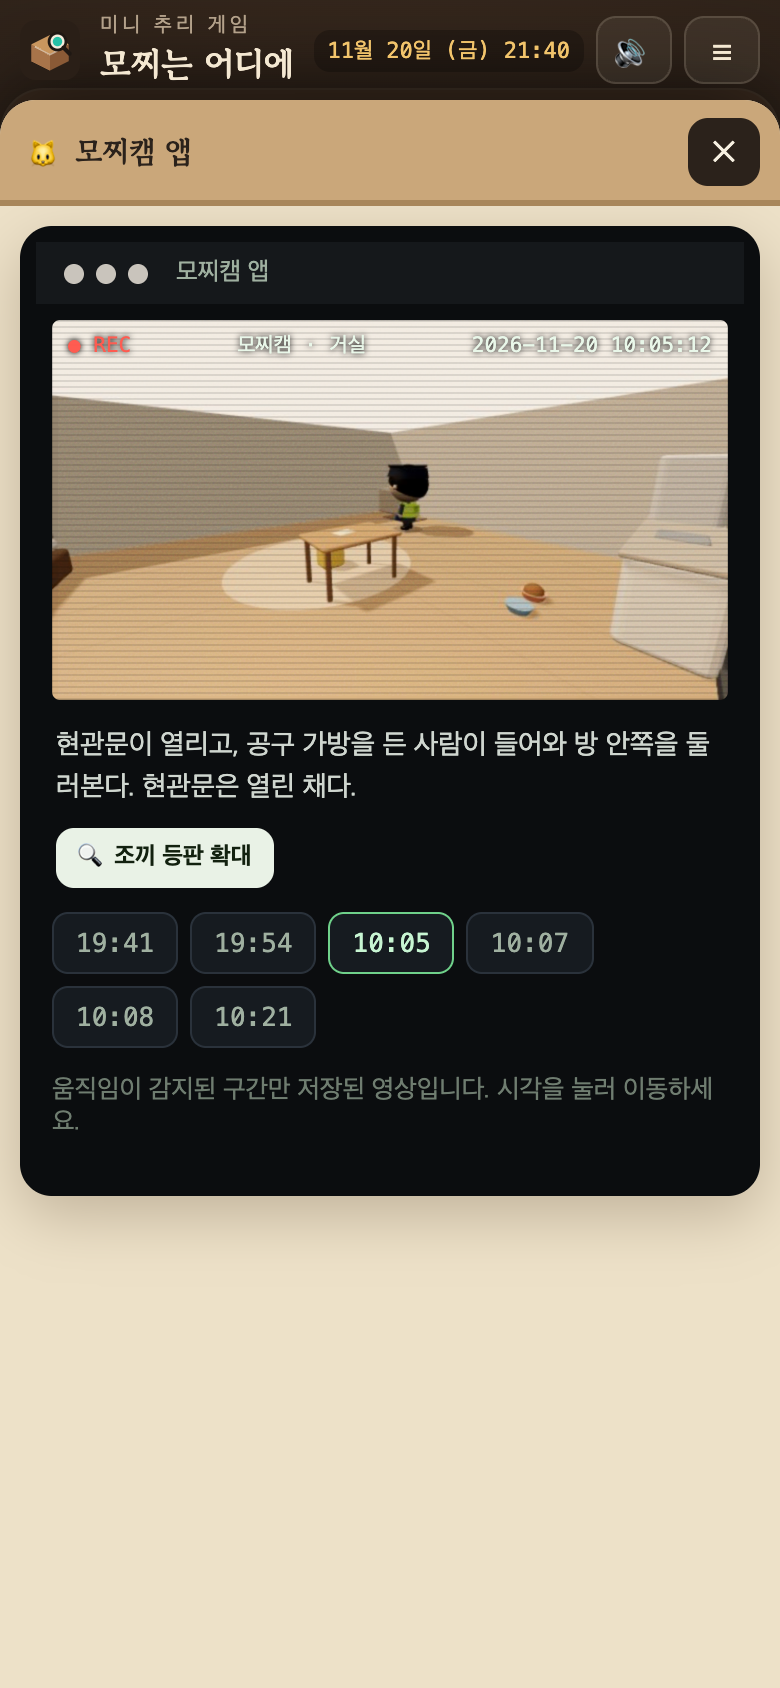 미니 추리 게임
모찌는 어디에
11월 20일 (금) 21:40
모찌캠 앱
모찌캠 앱
REC
모찌캠 · 거실
2026-11-20 10:05:12
현관문이 열리고, 공구 가방을 든 사람이 들어와 방 안쪽을 둘
러본다. 현관문은 열린 채다.
조끼 등판 확대
19:41 19:54 10:05 10:07
10:08 10:21
움직임이 감지된 구간만 저장된 영상입니다. 시각을 눌러 이동하세
요.